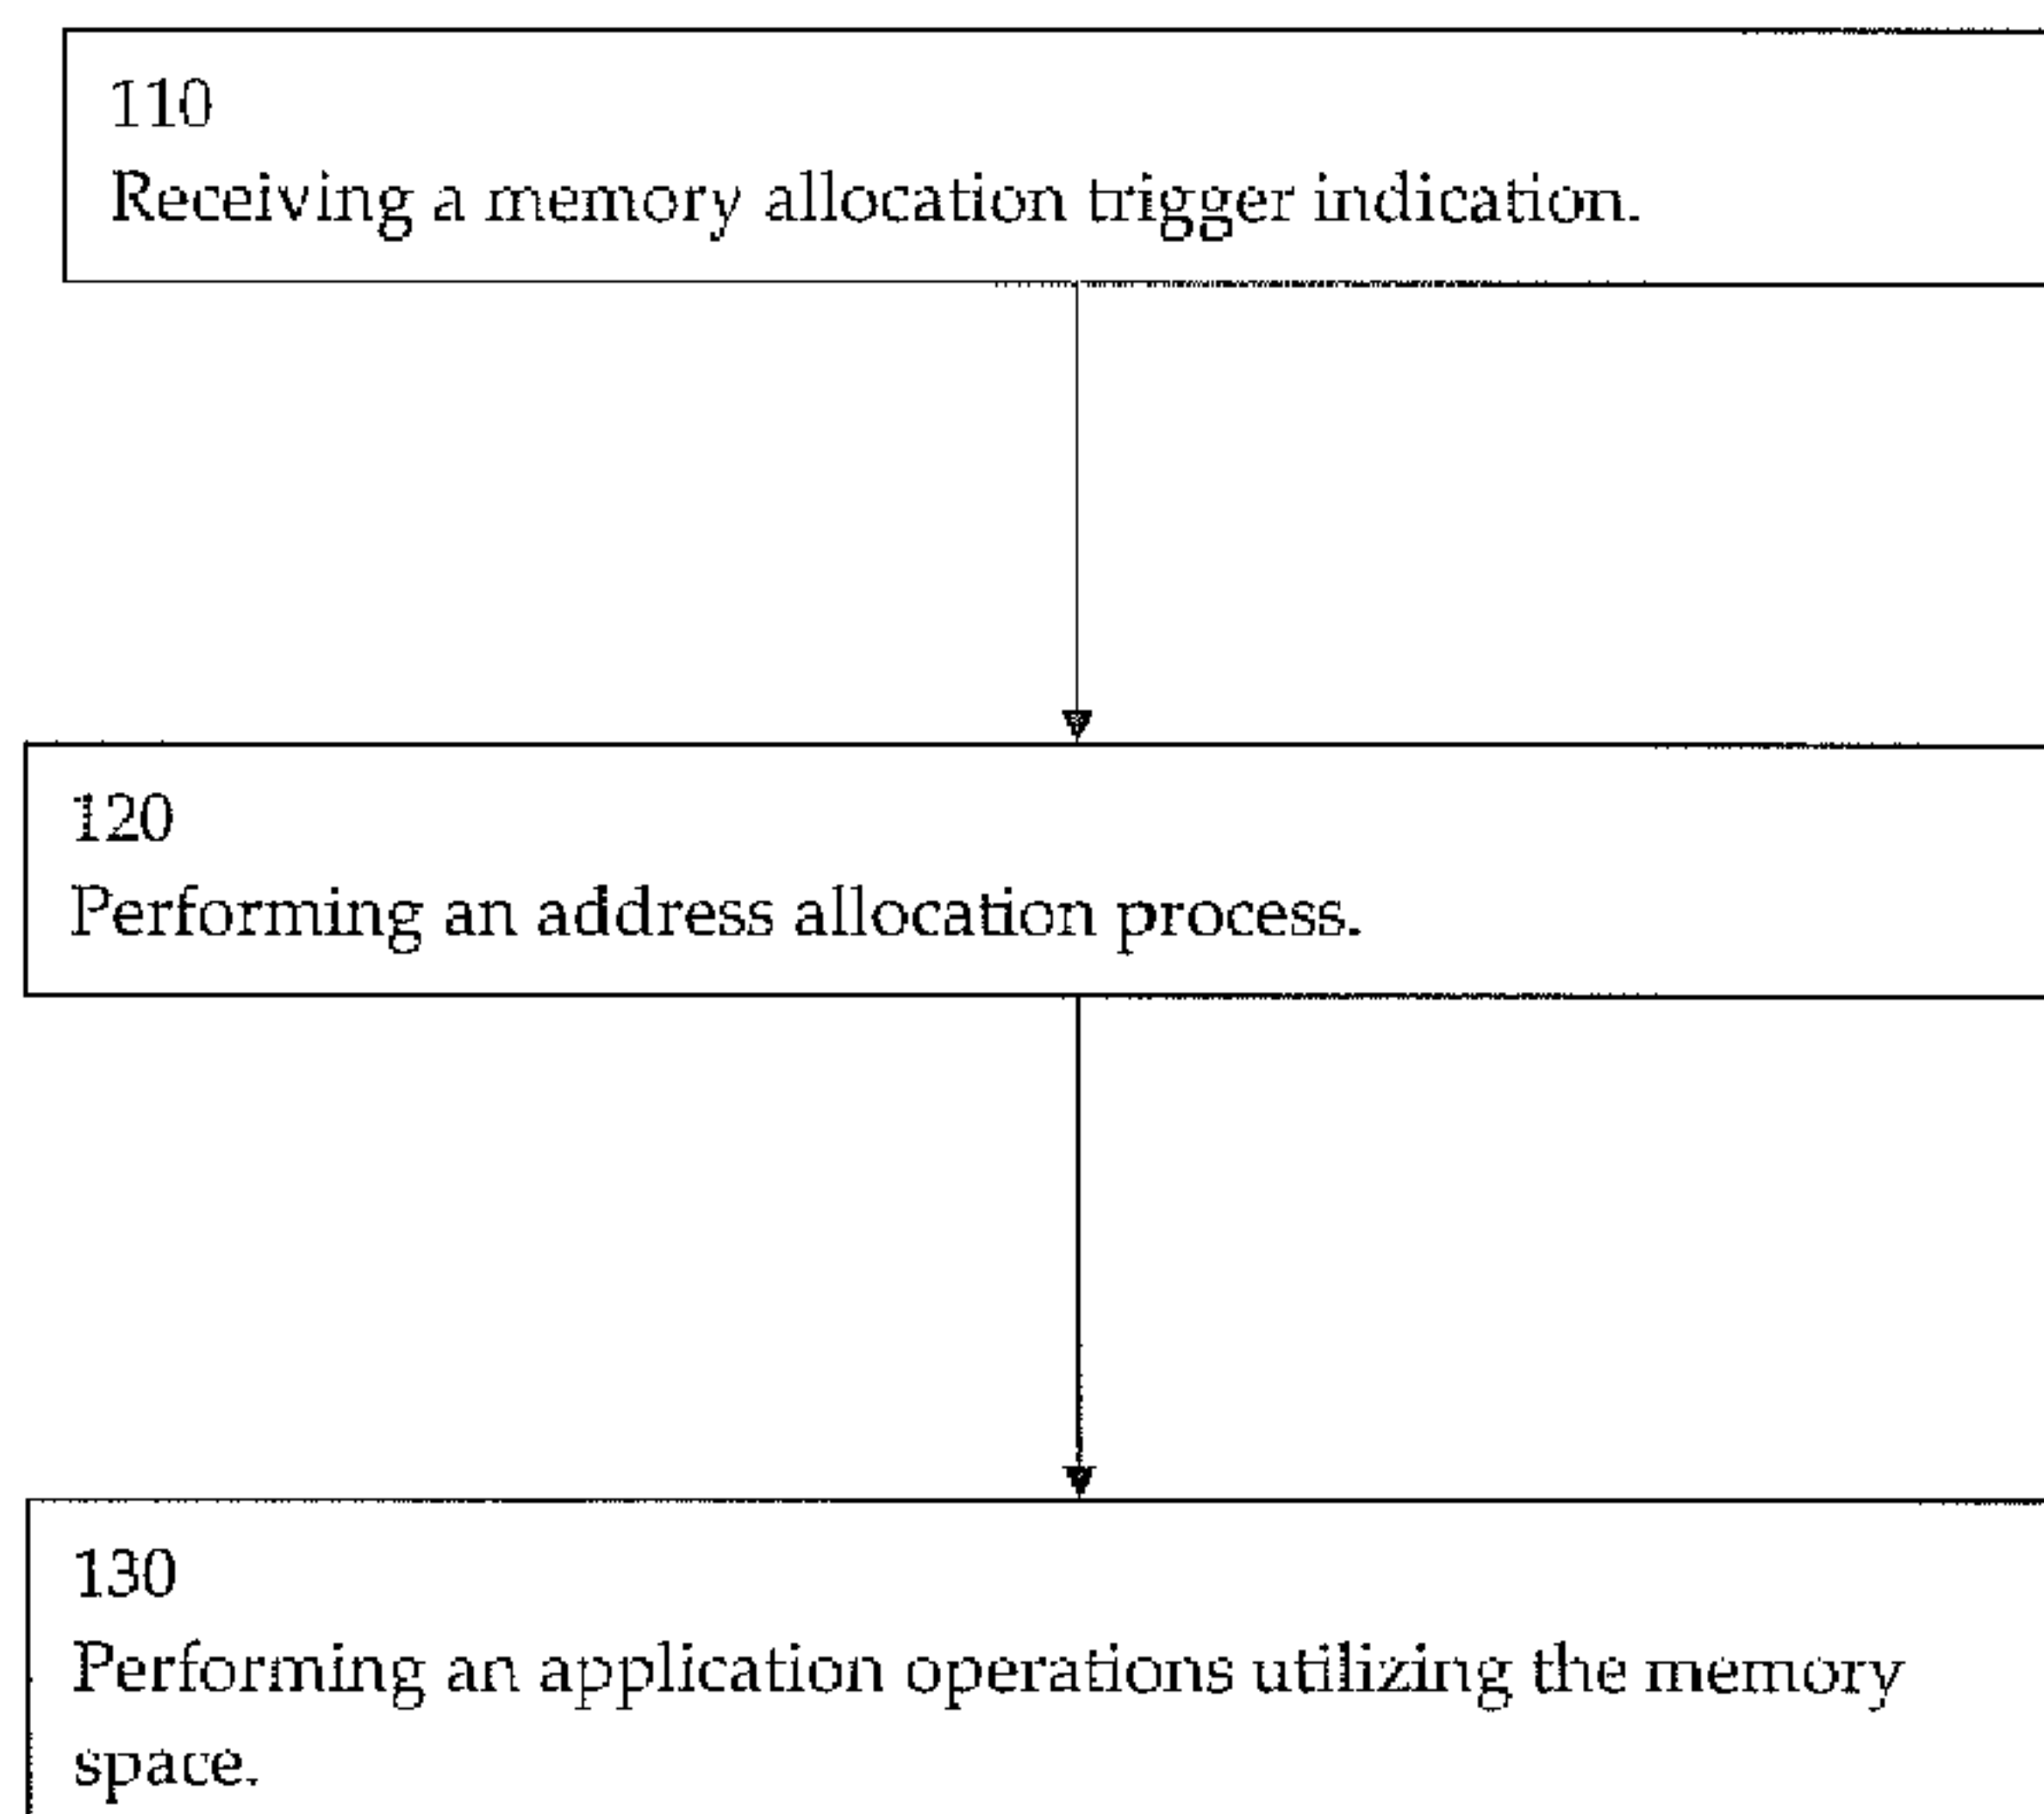 110
Receiving a memory allocation trigger indication.
120
Performing an address allocation process.
130
Performing an application operations utilizing the memory
space.